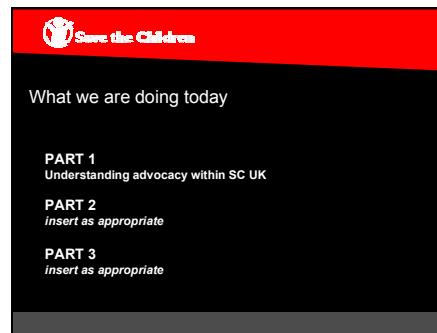 Save the Children
What we are doing today
PART 1
Understanding advocacy within SC UK
PART 2
insert as appropriate
PART 3
insert as appropriate